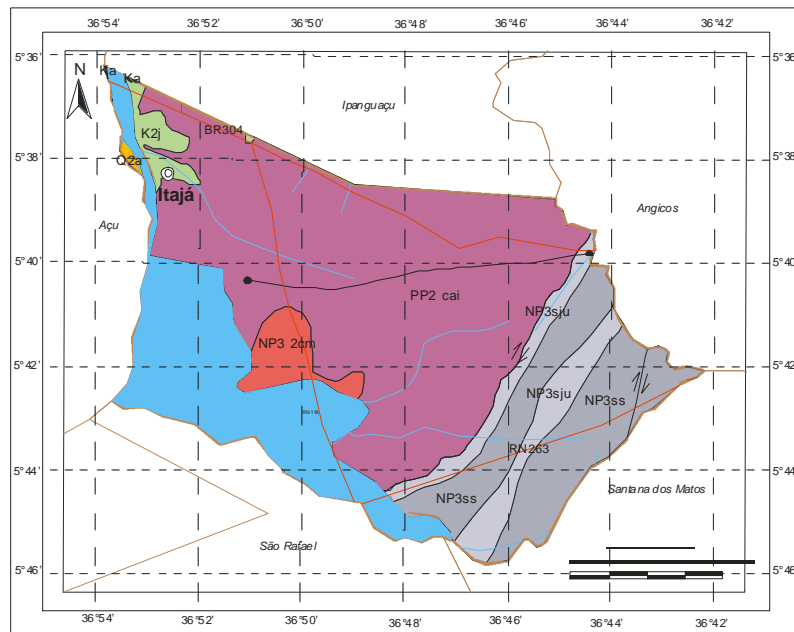 36°54' 36°52' 36°50' 36°48' 36°46' 36°44' 36°42'
5°36' 5°36'
N
Ka
Ka
Ipanguaçu
K2j
BR304
5°38' 5°38'
Q2a
Itajá
Angicos
Açu
5°40' 5°40'
PP2 cai
NP3sju
NP3 2cm
5°42' 5°42'
NP3sju
NP3ss
RN118
RN263
5°44' 5°44'
NP3ss
Santana dos Matos
São Rafael
5°46' 5°46'
36°54' 36°52' 36°50' 36°48' 36°46' 36°44' 36°42'